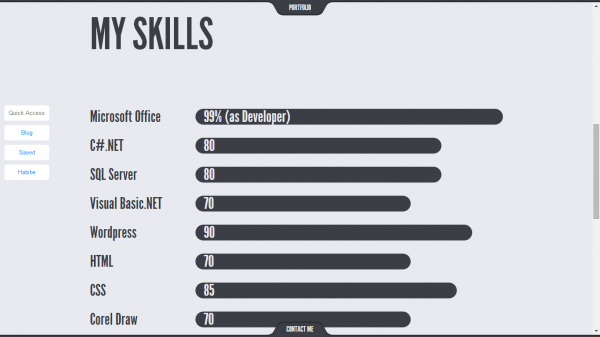 PORTFOLIO
MY SKILLS
Quick Access
Blog
Saeed
Habibe
Microsoft Office 99% (as Developer)
C#.NET 80
SQL Server 80
Visual Basic.NET 70
Wordpress 90
HTML 70
CSS 85
Corel Draw 70
CONTACT ME